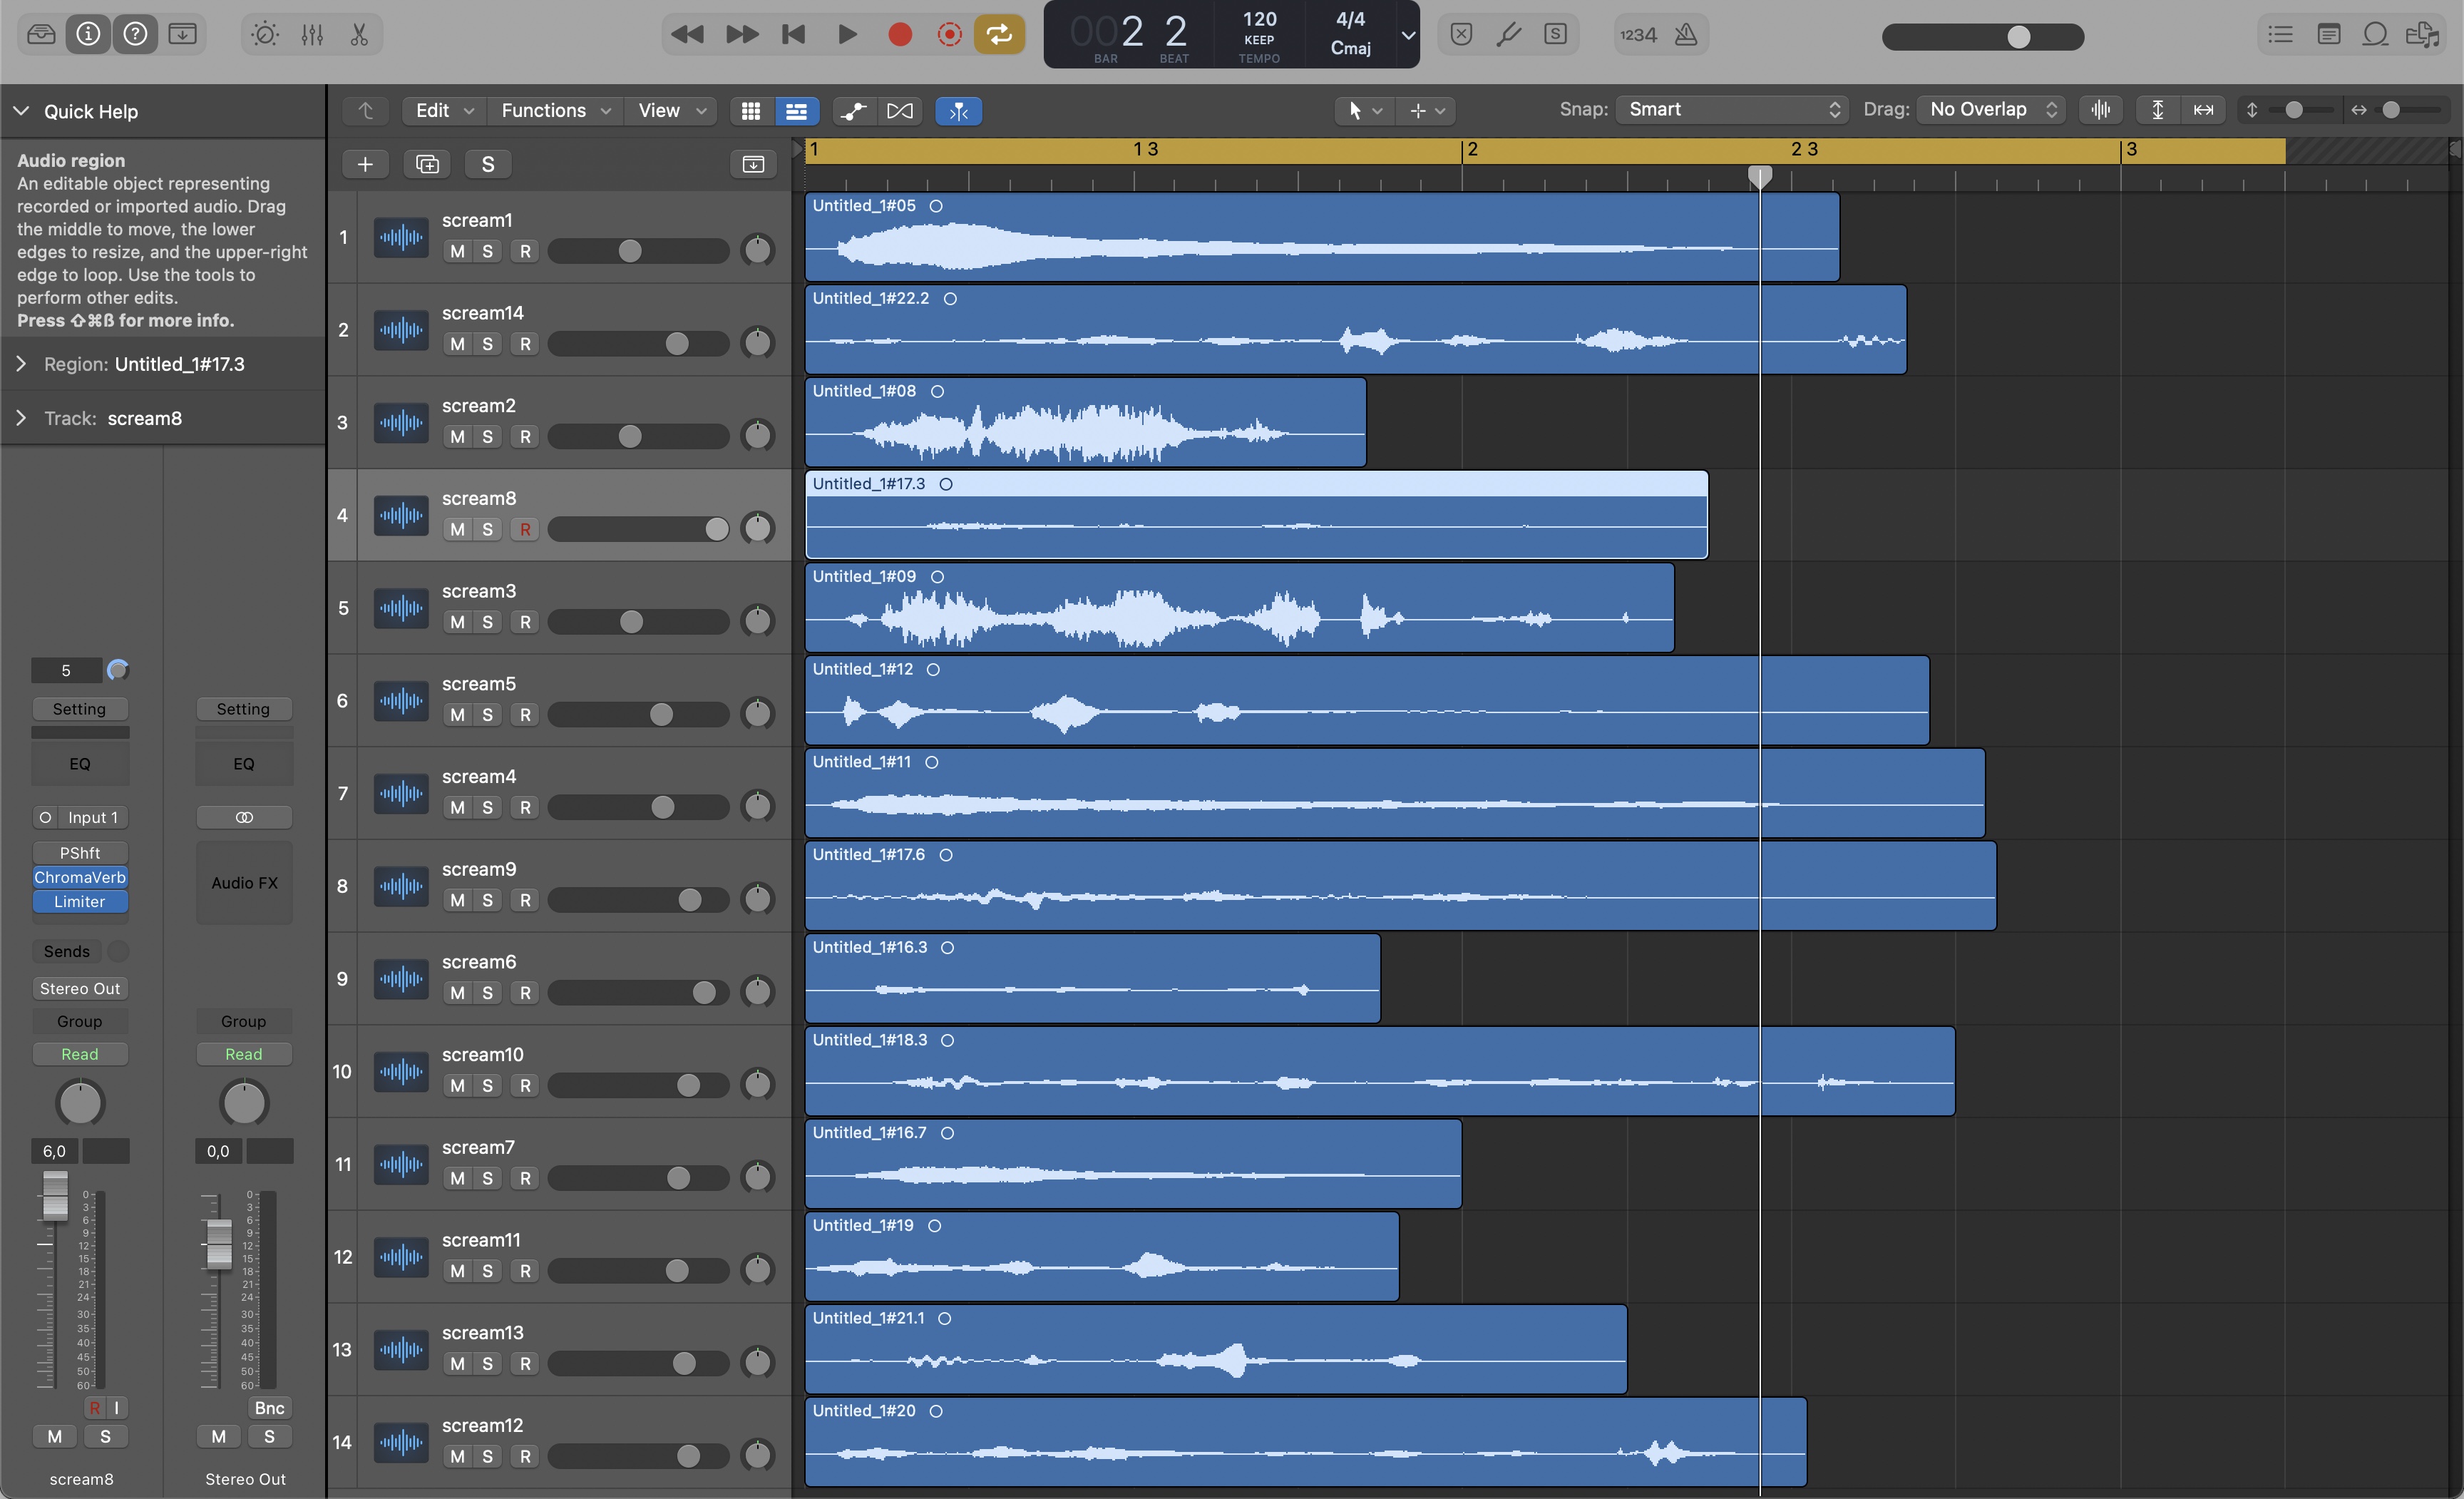 002 2
BAR BEAT
120
KEEP
TEMPO
4/4
Cmaj
S
1234
Quick Help
Audio region
An editable object representing
recorded or imported audio. Drag
the middle to move, the lower
edges to resize, and the upper-right
edge to loop. Use the tools to
perform other edits.
Press ⇧⌘ß for more info.
Region: Untitled_1#17.3
Track: scream8
Edit Functions View
Snap: Smart Drag: No Overlap
S
1 1 3 2 2 3 3
1 scream1
M S R
Untitled_1#05
2 scream14
M S R
Untitled_1#22.2
3 scream2
M S R
Untitled_1#08
4 scream8
M S R
Untitled_1#17.3
5 scream3
M S R
Untitled_1#09
6 scream5
M S R
Untitled_1#12
7 scream4
M S R
Untitled_1#11
8 scream9
M S R
Untitled_1#17.6
9 scream6
M S R
Untitled_1#16.3
10 scream10
M S R
Untitled_1#18.3
11 scream7
M S R
Untitled_1#16.7
12 scream11
M S R
Untitled_1#19
13 scream13
M S R
Untitled_1#21.1
14 scream12
M S R
Untitled_1#20
5
Setting
EQ
Input 1
PShft
ChromaVerb
Limiter
Sends
Stereo Out
Group
Read
6,0
0
3
6
9
12
15
18
21
24
30
35
40
45
50
60
R I
M S
scream8
Setting
EQ
Audio FX
Group
Read
0,0
0
3
6
9
12
15
18
21
24
30
35
40
45
50
60
Bnc
M S
Stereo Out